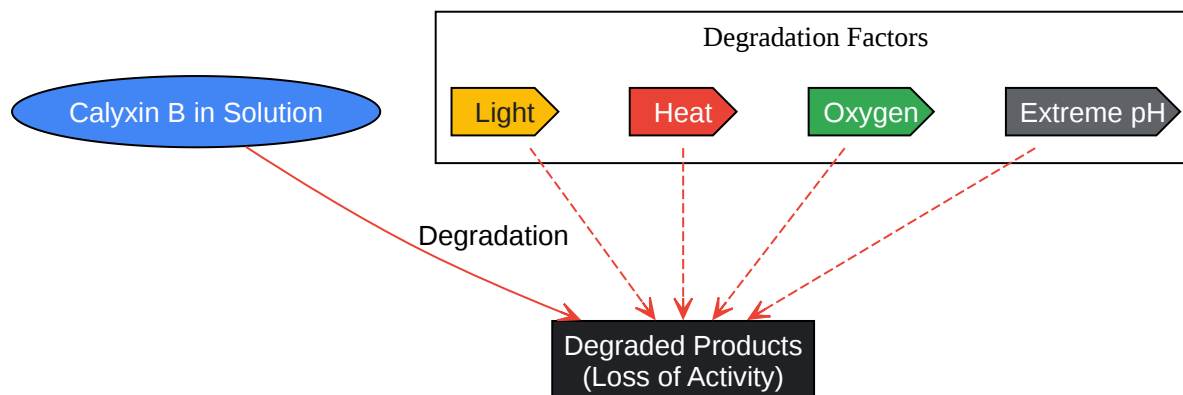 Degradation Factors
Calyxin B in Solution
Light
Heat
Oxygen
Extreme pH
Degradation
Degraded Products
(Loss of Activity)